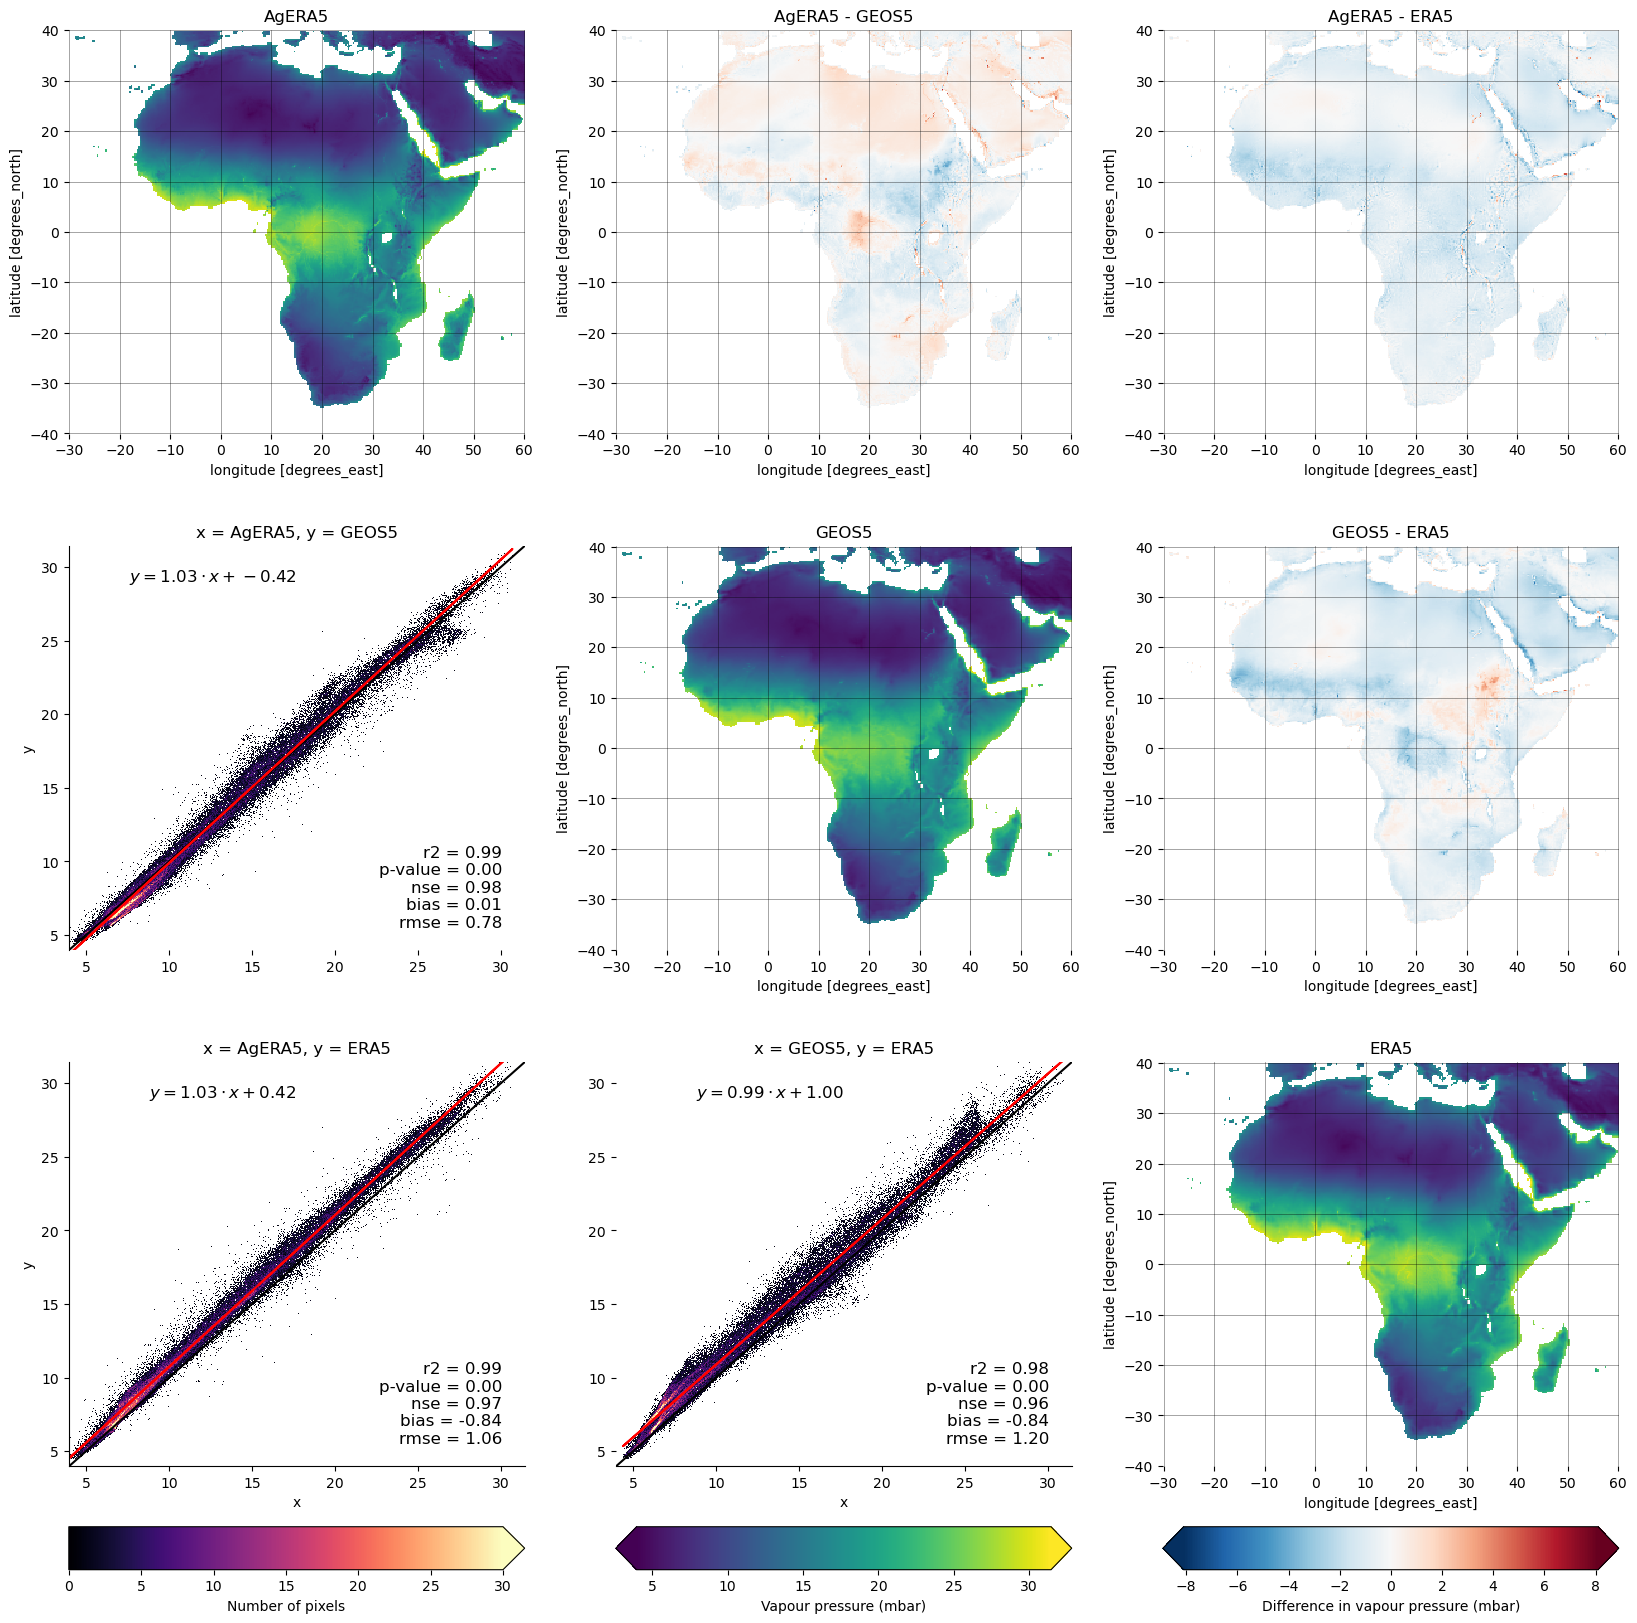 AgERA5
AgERA5 - GEOS5
AgERA5 - ERA5
40
30
20
10
0
−10
−20
−30
−40
latitude [degrees_north]
−30 −20 −10 0 10 20 30 40 50 60
longitude [degrees_east]
40
30
20
10
0
−10
−20
−30
−40
latitude [degrees_north]
−30 −20 −10 0 10 20 30 40 50 60
longitude [degrees_east]
40
30
20
10
0
−10
−20
−30
−40
latitude [degrees_north]
−30 −20 −10 0 10 20 30 40 50 60
longitude [degrees_east]
x = AgERA5, y = GEOS5
y = 1.03 · x + − 0.42
30
25
20
15
10
5
y
r2 = 0.99
p-value = 0.00
nse = 0.98
bias = 0.01
rmse = 0.78
5 10 15 20 25 30
GEOS5
40
30
20
10
0
−10
−20
−30
−40
latitude [degrees_north]
−30 −20 −10 0 10 20 30 40 50 60
longitude [degrees_east]
GEOS5 - ERA5
40
30
20
10
0
−10
−20
−30
−40
latitude [degrees_north]
−30 −20 −10 0 10 20 30 40 50 60
longitude [degrees_east]
x = AgERA5, y = ERA5
y = 1.03 · x + 0.42
30
25
20
15
10
5
y
r2 = 0.99
p-value = 0.00
nse = 0.97
bias = -0.84
rmse = 1.06
5 10 15 20 25 30
x
x = GEOS5, y = ERA5
y = 0.99 · x + 1.00
30
25
20
15
10
5
r2 = 0.98
p-value = 0.00
nse = 0.96
bias = -0.84
rmse = 1.20
5 10 15 20 25 30
x
ERA5
40
30
20
10
0
−10
−20
−30
−40
latitude [degrees_north]
−30 −20 −10 0 10 20 30 40 50 60
longitude [degrees_east]
0 5 10 15 20 25 30
Number of pixels
5 10 15 20 25 30
Vapour pressure (mbar)
−8 −6 −4 −2 0 2 4 6 8
Difference in vapour pressure (mbar)